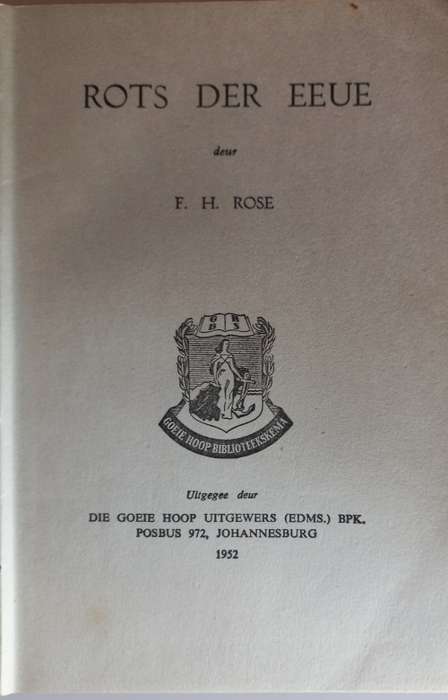 ROTS DER EEUE
deur
F. H. ROSE
G H
B S
GOEIE HOOP BIBLIOTEEKSKEMA
Uitgegee deur
DIE GOEIE HOOP UITGEWERS (EDMS.) BPK.
POSBUS 972, JOHANNESBURG
1952